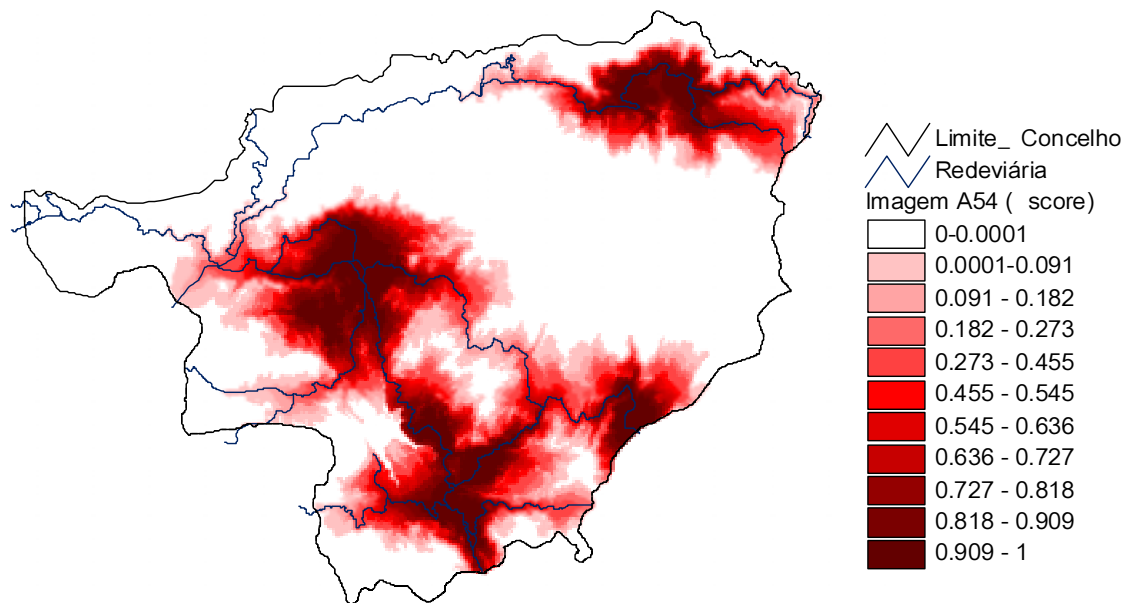 Limite_ Concelho
Redeviária
Imagem A54 ( score)
0-0.0001
0.0001-0.091
0.091 - 0.182
0.182 - 0.273
0.273 - 0.455
0.455 - 0.545
0.545 - 0.636
0.636 - 0.727
0.727 - 0.818
0.818 - 0.909
0.909 - 1